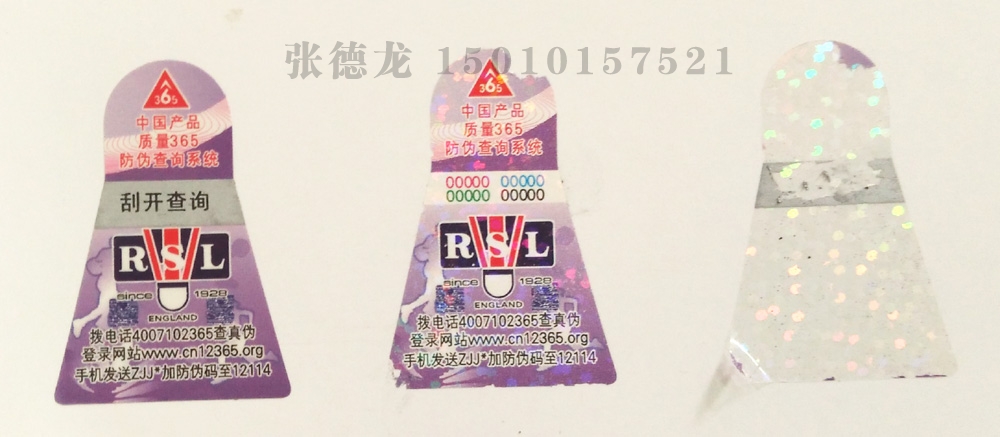 张德龙 15010157521
365
中国产品
质量365
防伪查询系统
刮开查询
RSL
since 1928
ENGLAND
拨电话4007102365查真伪
登录网站www.cn12365.org
手机发送ZJJ*加防伪码至12114
365
中国产品
质量365
防伪查询系统
00000 00000
00000 00000
RSL
since 1928
ENGLAND
拨电话4007102365查真伪
登录网站www.cn12365.org
手机发送ZJJ*加防伪码至12114